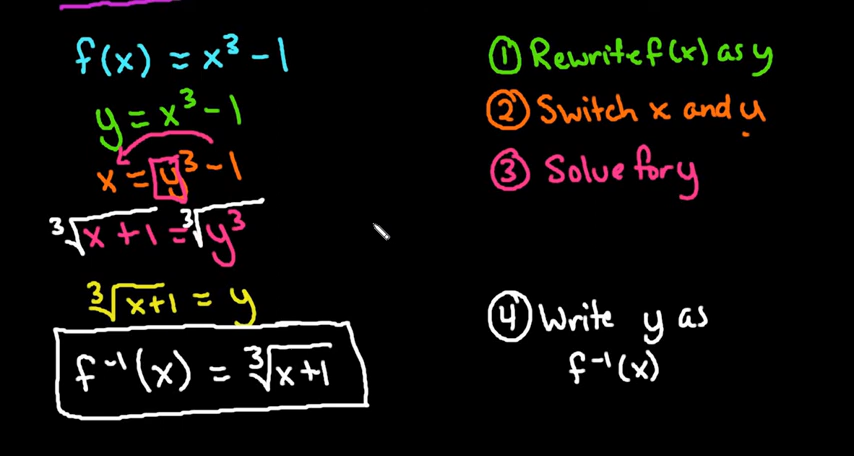 f(x) = x³ - 1
y = x³ - 1
x = y³ - 1
∛x + 1 = ∛y³
∛x+1 = y
f⁻¹(x) = ∛x+1
① Rewrite f(x) as y
② Switch x and y
③ Solve for y
④ Write y as
f⁻¹(x)